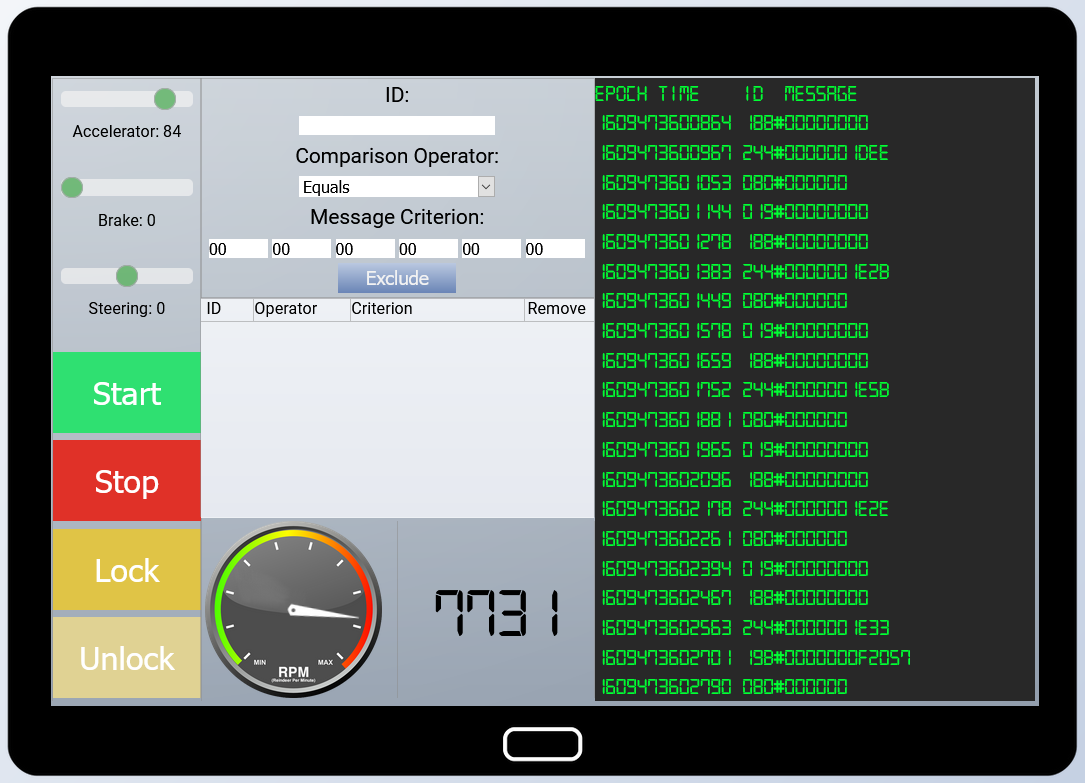 Accelerator: 84
Brake: 0
Steering: 0
Start
Stop
Lock
Unlock
ID:
Comparison Operator:
Equals
Message Criterion:
00 00 00 00 00 00
Exclude
ID Operator Criterion Remove
MIN MAX
RPM
(Reindeer Per Minute)
7731
EPOCH TIME ID MESSAGE
1609473600864 188#00000000
1609473600967 244#0000001DEE
1609473601053 080#000000
1609473601144 019#00000000
1609473601278 188#00000000
1609473601383 244#0000001E2B
1609473601449 080#000000
1609473601578 019#00000000
1609473601659 188#00000000
1609473601752 244#0000001E5B
1609473601881 080#000000
1609473601965 019#00000000
1609473602096 188#00000000
1609473602178 244#0000001E2E
1609473602261 080#000000
1609473602394 019#00000000
1609473602467 188#00000000
1609473602563 244#0000001E33
1609473602701 19B#0000000F2057
1609473602790 080#000000